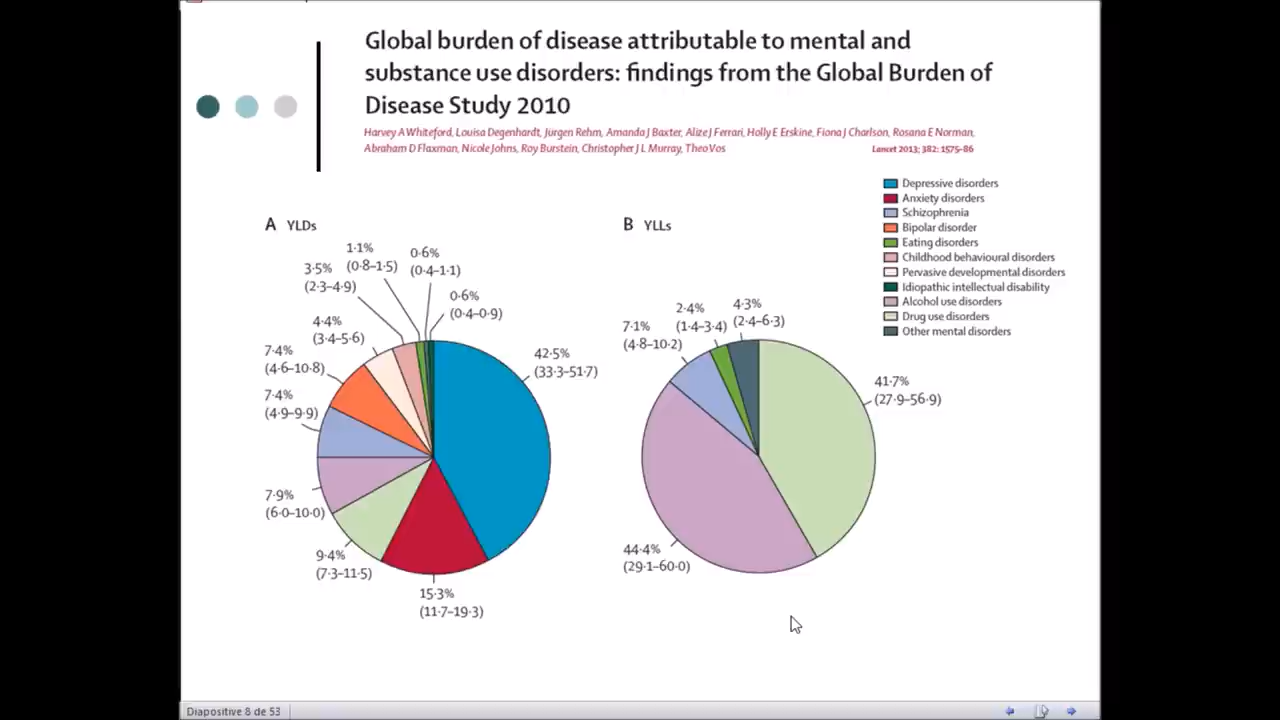 Global burden of disease attributable to mental and
substance use disorders: findings from the Global Burden of
Disease Study 2010
Harvey A Whiteford, Louisa Degenhardt, Jürgen Rehm, Amanda J Baxter, Alize J Ferrari, Holly E Erskine, Fiona J Charlson, Rosana E Norman,
Abraham D Flaxman, Nicole Johns, Roy Burstein, Christopher J L Murray, Theo Vos
Lancet 2013; 382: 1575–86
Depressive disorders
Anxiety disorders
Schizophrenia
Bipolar disorder
Eating disorders
Childhood behavioural disorders
Pervasive developmental disorders
Idiopathic intellectual disability
Alcohol use disorders
Drug use disorders
Other mental disorders
A YLDs
1·1%
(0·8–1·5)
0·6%
(0·4–1·1)
3·5%
(2·3–4·9)
0·6%
(0·4–0·9)
4·4%
(3·4–5·6)
7·4%
(4·6–10·8)
42·5%
(33·3–51·7)
7·4%
(4·9–9·9)
7·9%
(6·0–10·0)
9·4%
(7·3–11·5)
15·3%
(11·7–19·3)
B YLLs
4·3%
(2·4–6·3)
2·4%
(1·4–3·4)
7·1%
(4·8–10·2)
41·7%
(27·9–56·9)
44·4%
(29·1–60·0)
Diapositive 8 de 53